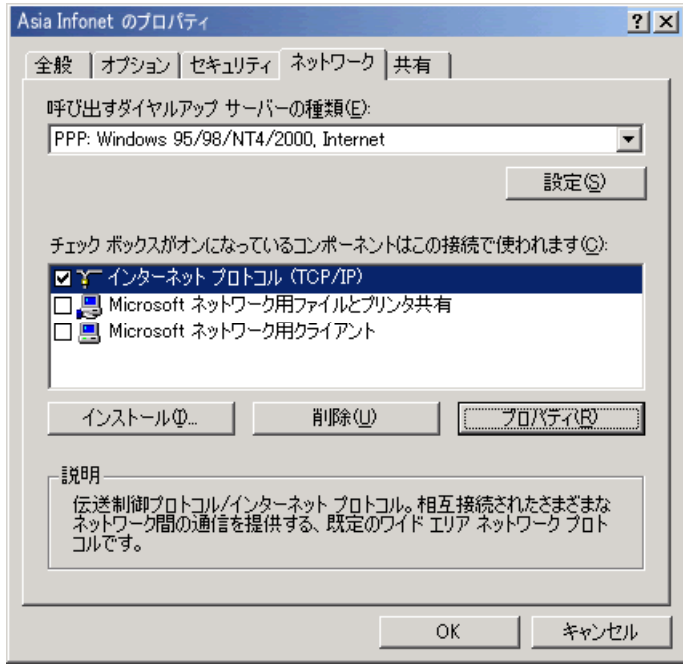 Asia Infonet のプロパティ
全般 オプション セキュリティ ネットワーク 共有
呼び出すダイヤルアップ サーバーの種類(E):
PPP: Windows 95/98/NT4/2000, Internet
設定(S)
チェック ボックスがオンになっているコンポーネントはこの接続で使われます(C):
インターネット プロトコル (TCP/IP)
Microsoft ネットワーク用ファイルとプリンタ共有
Microsoft ネットワーク用クライアント
インストール(I)... 削除(U) プロパティ(R)
説明
伝送制御プロトコル/インターネット プロトコル。相互接続されたさまざまな
ネットワーク間の通信を提供する、既定のワイド エリア ネットワーク プロト
コルです。
OK キャンセル